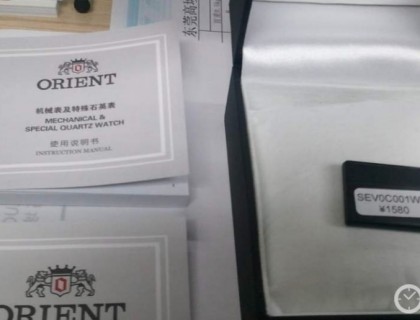 ORIENT
机械表及特殊石英表
MECHANICAL &
SPECIAL QUARTZ WATCH
使用说明书
INSTRUCTION MANUAL
ORIENT
SEV0C001W
¥1580